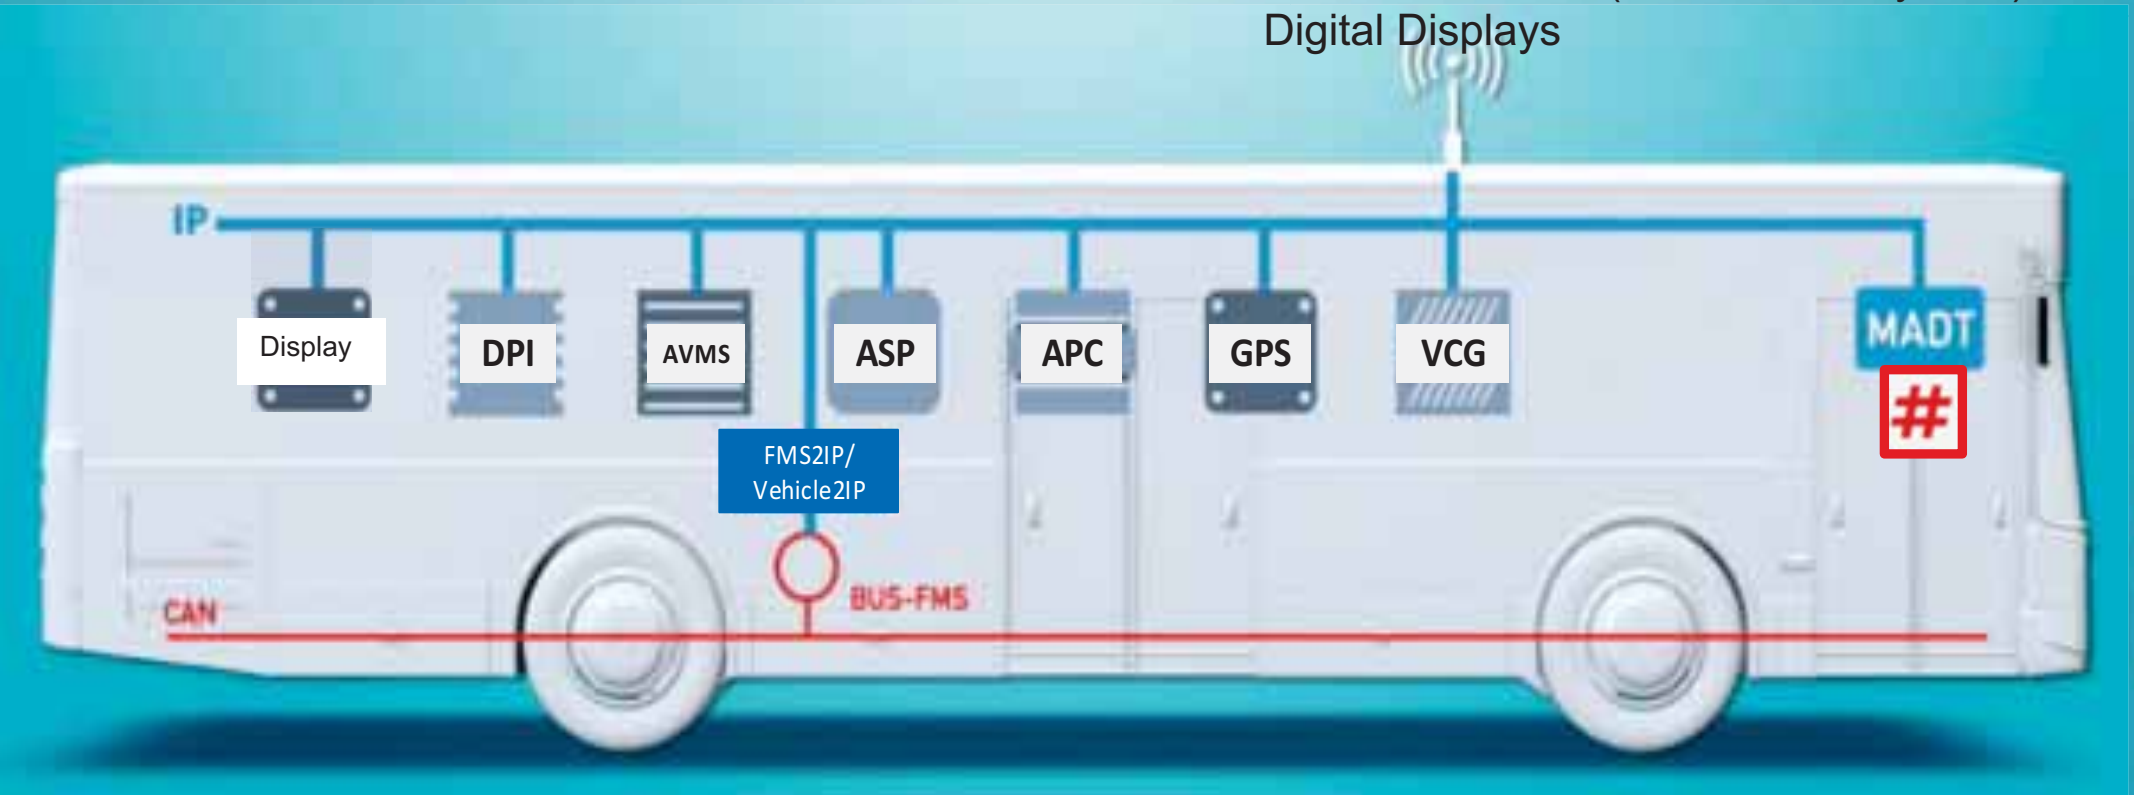 Digital Displays
IP
Display
DPI
AVMS
ASP
APC
GPS
VCG
MADT
#
FMS2IP/
Vehicle2IP
BUS-FMS
CAN